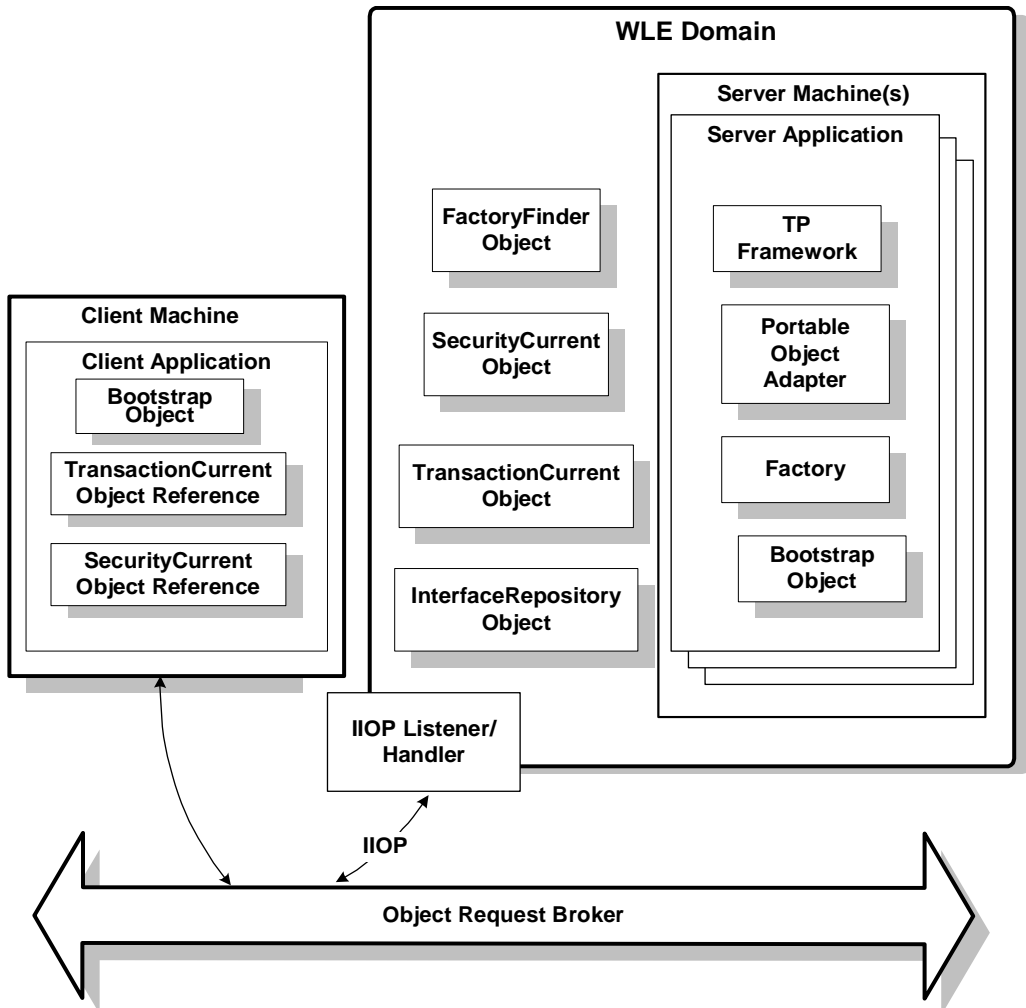 WLE Domain
Server Machine(s)
Server Application
FactoryFinder
Object
TP
Framework
Client Machine
SecurityCurrent
Object
Portable
Object
Adapter
Client Application
Bootstrap
Object
TransactionCurrent
Object Reference
TransactionCurrent
Object
Factory
SecurityCurrent
Object Reference
Bootstrap
Object
InterfaceRepository
Object
IIOP Listener/
Handler
IIOP
Object Request Broker